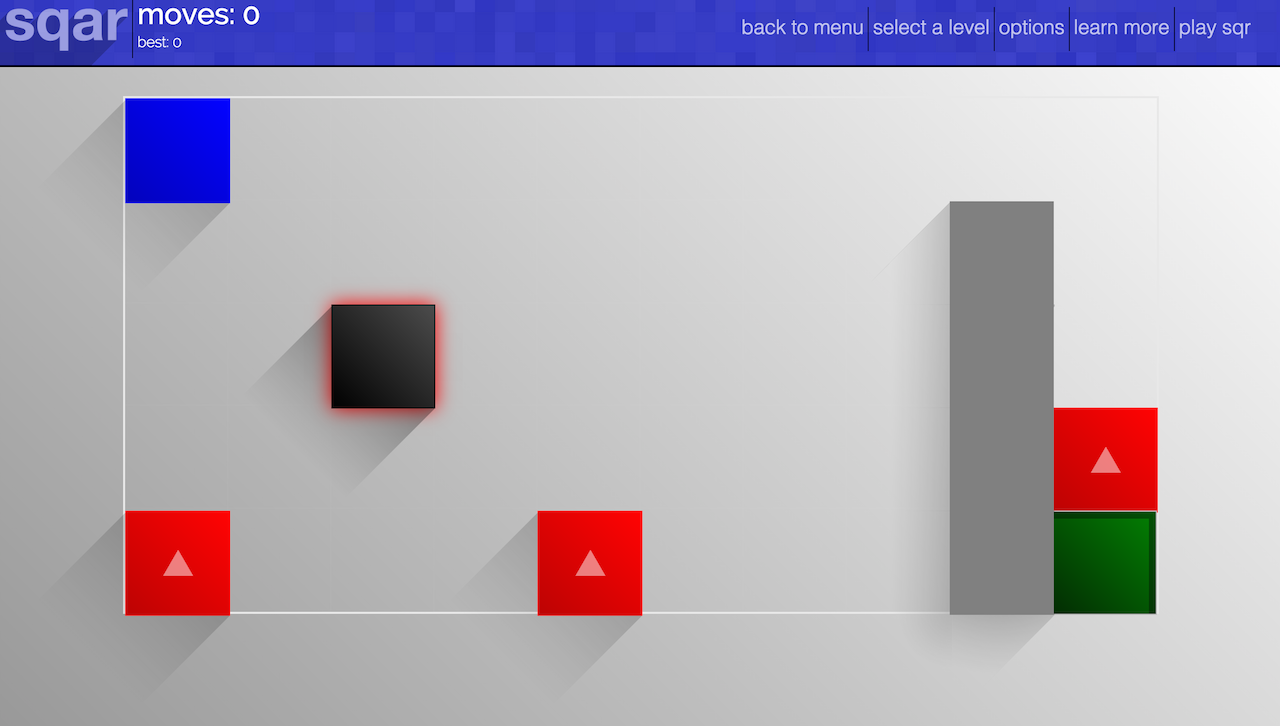 sqar
moves: 0
best: 0
back to menu
select a level
options
learn more
play sqr